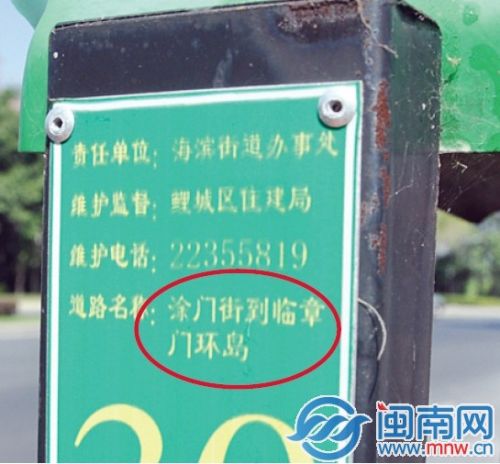 责任单位：海滨街道办事处
维护监督：鲤城区住建局
维护电话：22355819
道路名称：涂门街到临章
门环岛
闽南网
www.mnw.cn